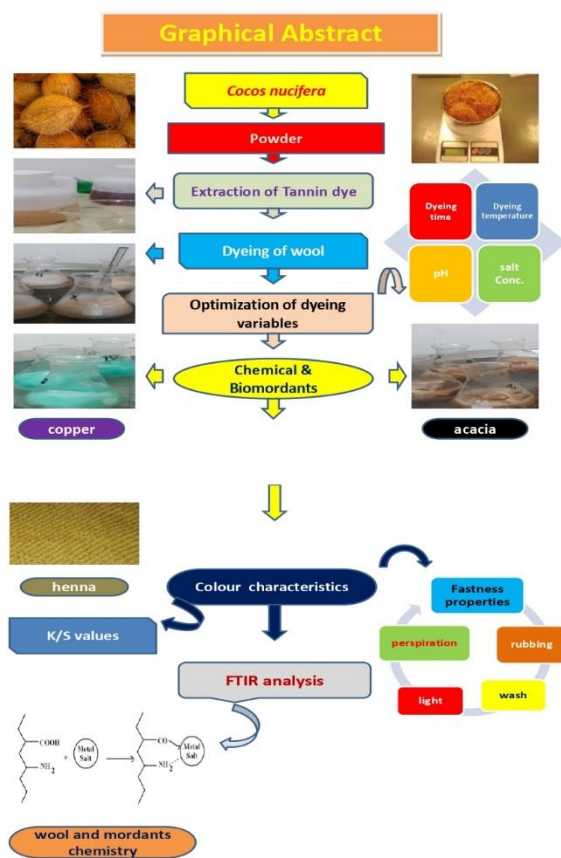 Graphical Abstract
Cocos nucifera
Powder
Extraction of Tannin dye
Dyeing of wool
Optimization of dyeing
variables
Dyeing
time
Dyeing
temperature
pH
salt
Conc.
Chemical &
Biomordants
copper
acacia
henna
Colour characteristics
K/S values
Fastness
properties
perspiration
rubbing
light
wash
FTIR analysis
COOH
NH2
+
Metal
Salt
CO
NH2
Metal
Salt
wool and mordants
chemistry